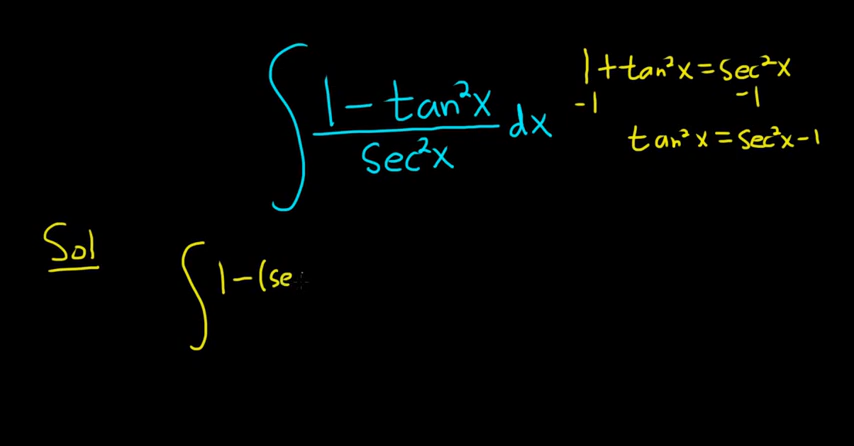 ∫ (1 − tan²x)/(sec²x) dx
1 + tan²x = sec²x
−1 −1
tan²x = sec²x − 1
Sol
∫ 1 − (se